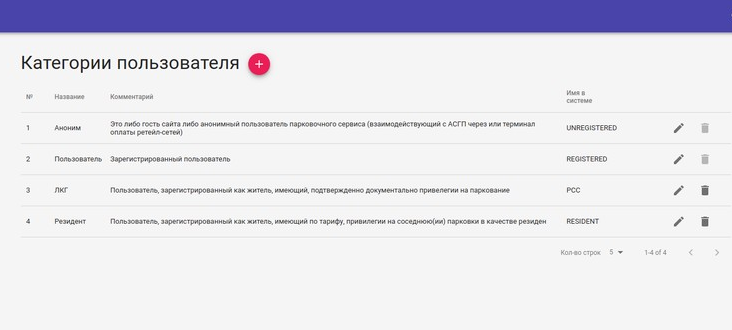 Категории пользователя
№ Название Комментарий Имя в системе
1 Аноним Это либо гость сайта либо анонимный пользователь парковочного сервиса (взаимодействующий с АСГП через или терминал
оплаты ретейл-сетей) UNREGISTERED
2 Пользователь Зарегистрированный пользователь REGISTERED
3 ЛКГ Пользователь, зарегистрированный как житель, имеющий, подтвержденно документально привелегии на паркование PCC
4 Резидент Пользователь, зарегистрированный как житель, имеющий по тарифу, привилегии на соседнюю(ии) парковки в качестве резиден RESIDENT
Кол-во строк 5 1-4 of 4